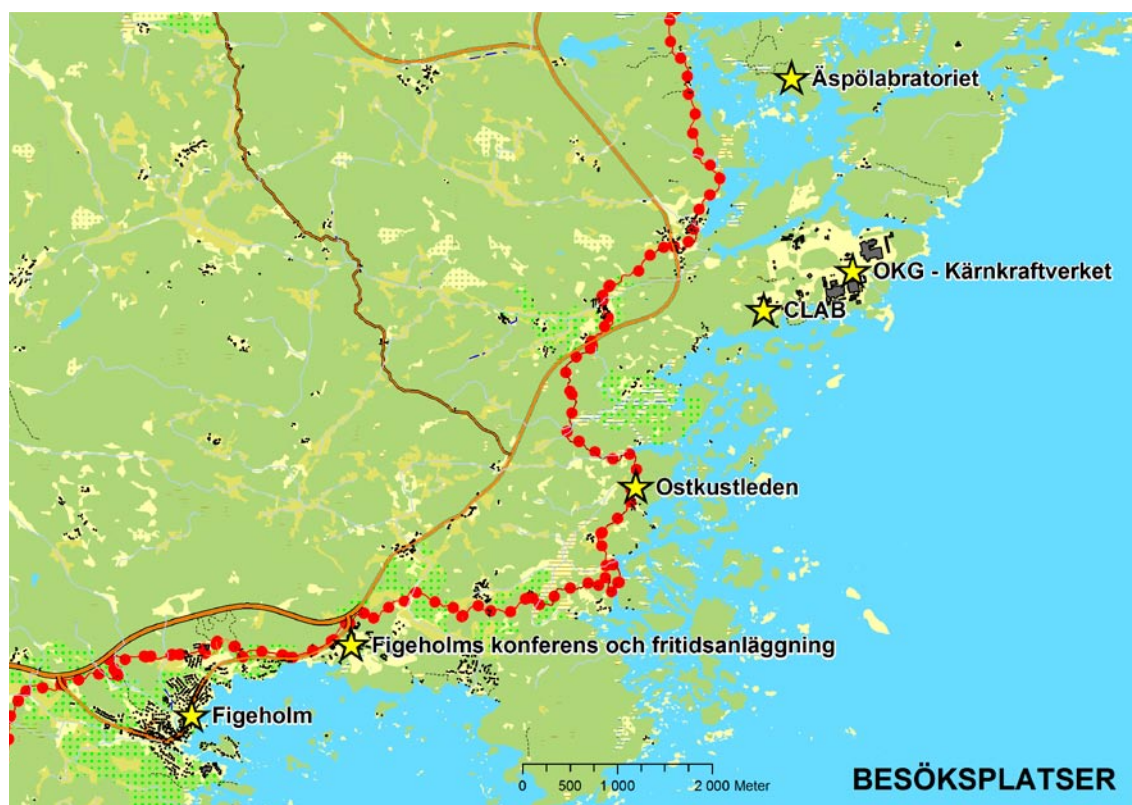 Äspölabratoriet
OKG - Kärnkraftverket
CLAB
Ostkustleden
Figeholms konferens och fritidsanläggning
Figeholm
0 500 1 000 2 000 Meter
BESÖKSPLATSER